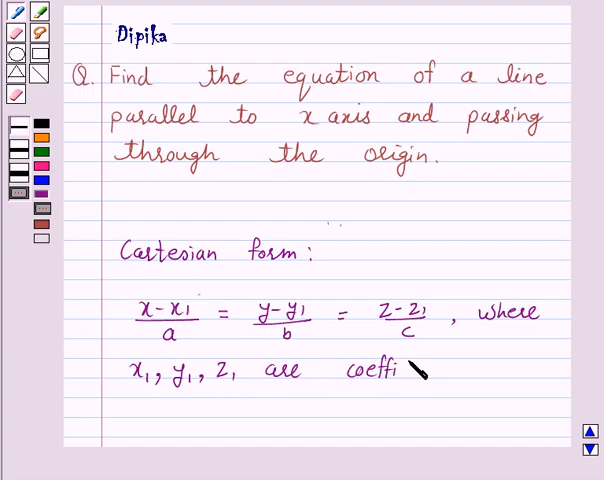 Dipika
Q. Find the equation of a line
parallel to x axis and passing
through the origin.
Cartesian form:
x-x₁/a = y-y₁/b = z-z₁/c, where
x₁, y₁, z₁ are coeffi